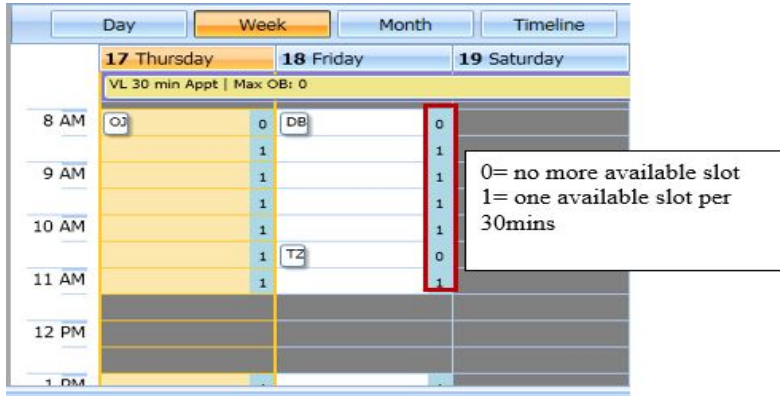 Day Week Month Timeline
17 Thursday 18 Friday 19 Saturday
VL 30 min Appt | Max OB: 0
8 AM OJ 0 DB 0
1 1
9 AM 1 1
1 1
10 AM 1 1
1 TZ 0
11 AM 1 1
12 PM
1 PM
0= no more available slot
1= one available slot per
30mins